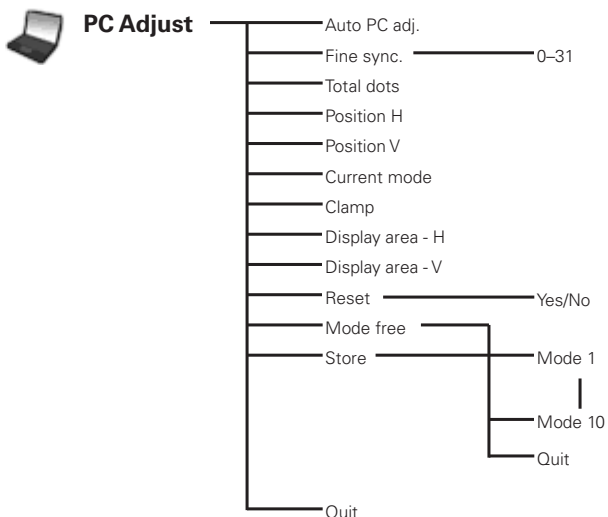 PC Adjust
Auto PC adj.
Fine sync.
0–31
Total dots
Position H
Position V
Current mode
Clamp
Display area - H
Display area - V
Reset
Yes/No
Mode free
Store
Mode 1
Mode 10
Quit
Quit